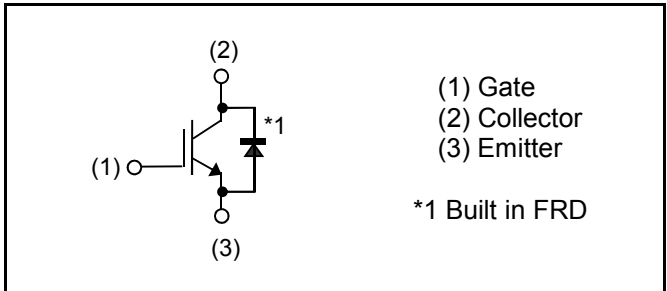 (2)
*1
(1)
(3)
(1) Gate
(2) Collector
(3) Emitter
*1 Built in FRD